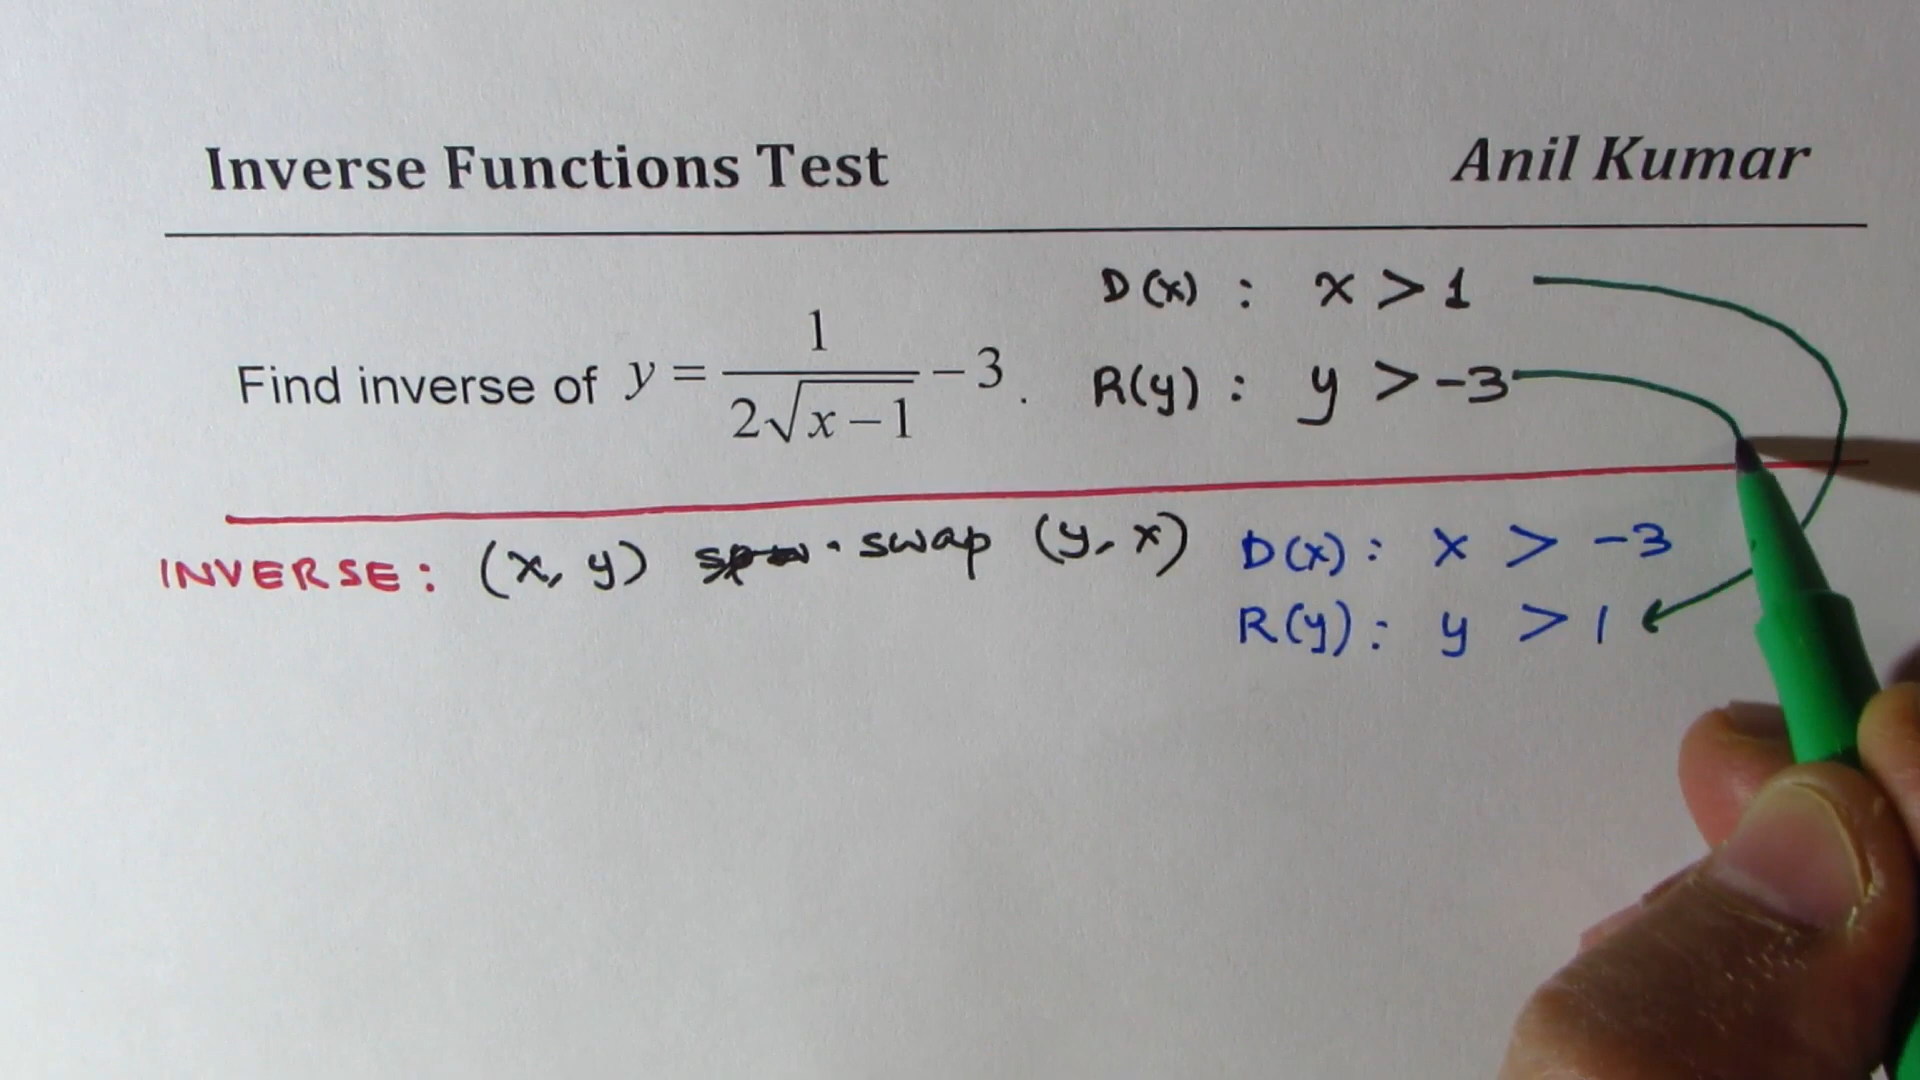 Inverse Functions Test Anil Kumar
D(x) : x > 1
Find inverse of y = 1/(2√(x – 1)) – 3 . R(y) : y > -3
INVERSE: (x, y) swap (y, x) D(x): x > -3
R(y): y > 1